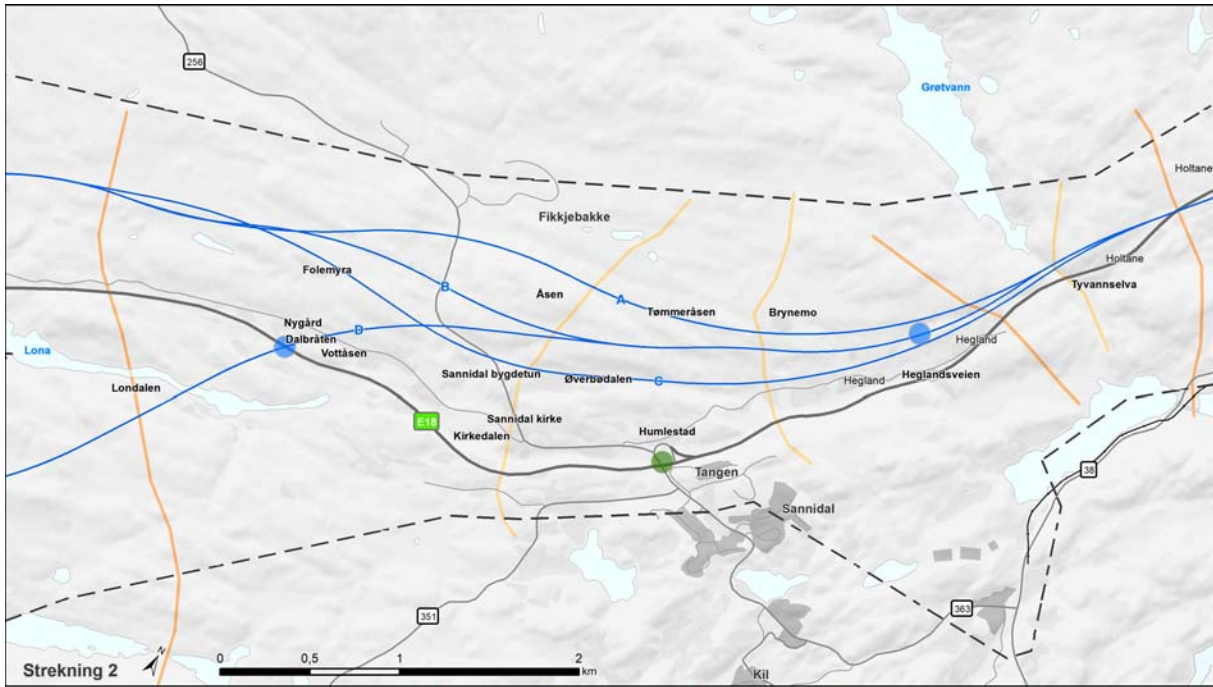 256
Grøtvann
Holtane
Fikkjebakke
Holtane
Folemyra
Tyvannselva
B
Åsen
A
Tømmeråsen
Brynemo
Nygård
D
Dalbråten
Hegland
Lona
Vottåsen
Sannidal bygdetun
Øverbødalen
C
Hegland
Heglandsveien
Londalen
E18
Sannidal kirke
Kirkedalen
Humlestad
Tangen
38
Sannidal
351
363
N
0 0,5 1 2
km
Strekning 2
Kil